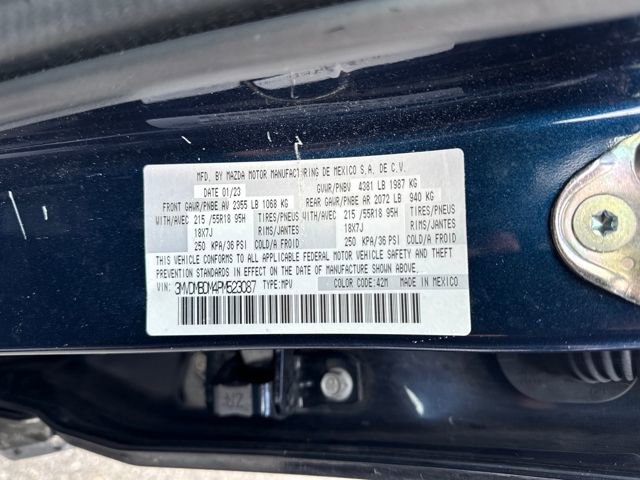 MFD. BY MAZDA MOTOR MANUFACTURING DE MEXICO S.A. DE C.V.
DATE 01/23 GVWR/PNBV 4381 LB 1987 KG
FRONT GAWR/PNBE AV 2355 LB 1068 KG REAR GAWR/PNBE AR 2072 LB 940 KG
WITH/AVEC 215 /55R18 95H TIRES/PNEUS WITH/AVEC 215 /55R18 95H TIRES/PNEUS
18X7J RIMS/JANTES 18X7J RIMS/JANTES
250 KPA/36 PSI COLD/A FROID 250 KPA/36 PSI COLD/A FROID
THIS VEHICLE CONFORMS TO ALL APPLICABLE FEDERAL MOTOR VEHICLE SAFETY AND THEFT
PREVENTION STANDARDS IN EFFECT ON THE DATE OF MANUFACTURE SHOWN ABOVE.
VIN: 3MVDMBDM4PM523087 TYPE:MPV COLOR CODE:42M MADE IN MEXICO